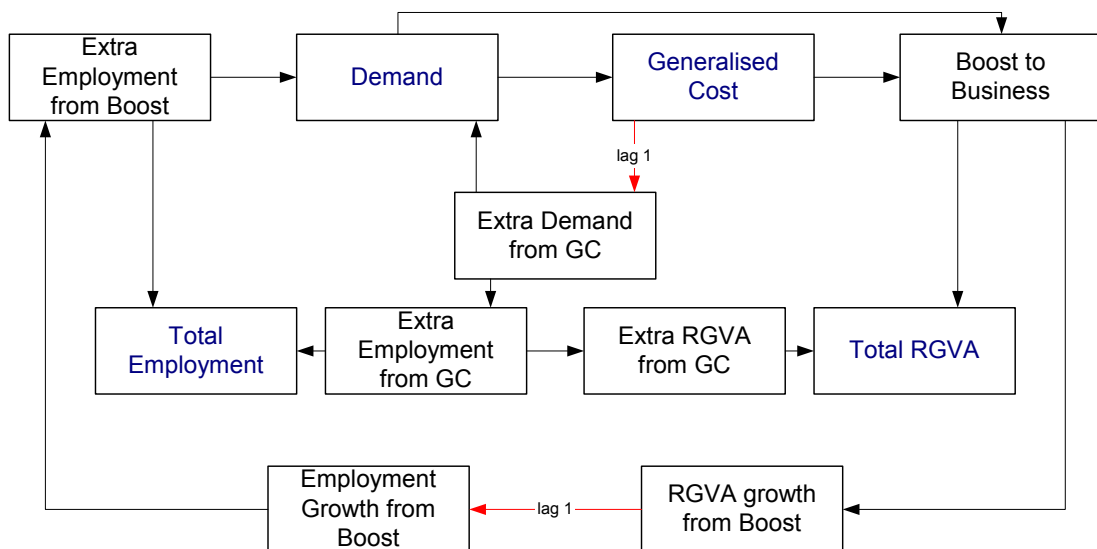 Extra
Employment
from Boost
Demand
Generalised
Cost
Boost to
Business
lag 1
Extra Demand
from GC
Total
Employment
Extra
Employment
from GC
Extra RGVA
from GC
Total RGVA
Employment
Growth from
Boost
lag 1
RGVA growth
from Boost